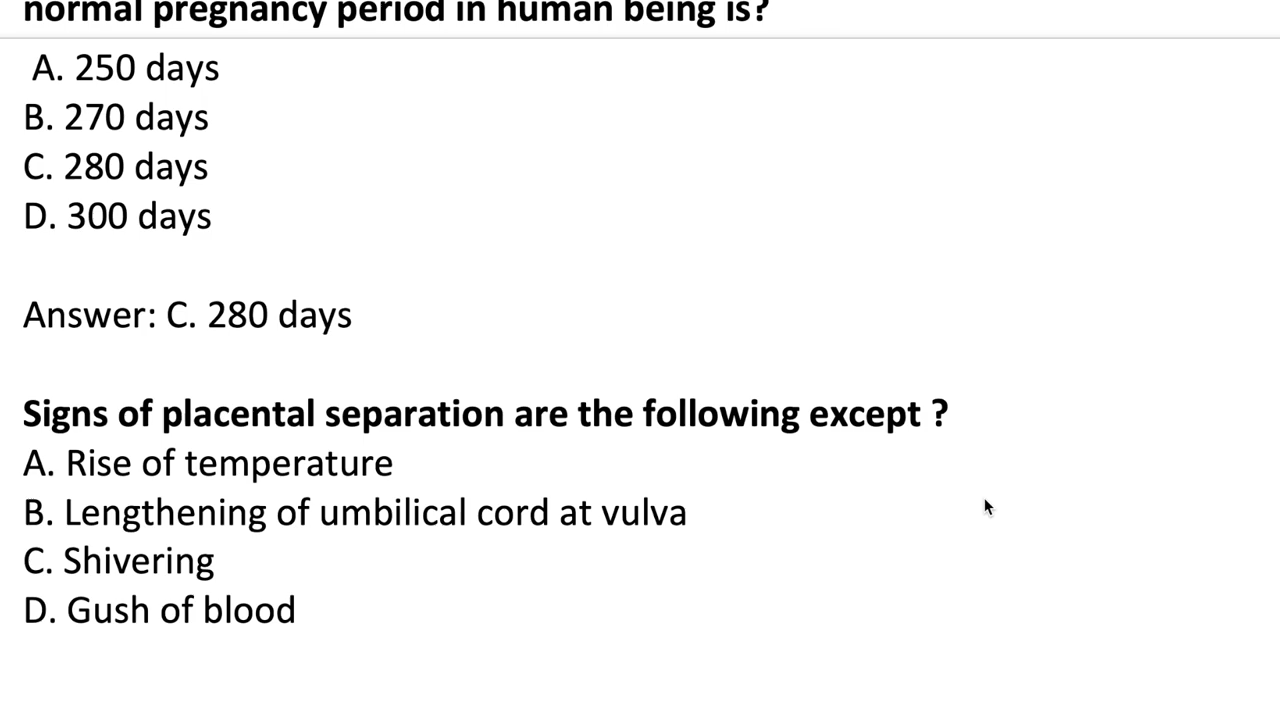 normal pregnancy period in human being is?
A. 250 days
B. 270 days
C. 280 days
D. 300 days
Answer: C. 280 days
Signs of placental separation are the following except ?
A. Rise of temperature
B. Lengthening of umbilical cord at vulva
C. Shivering
D. Gush of blood